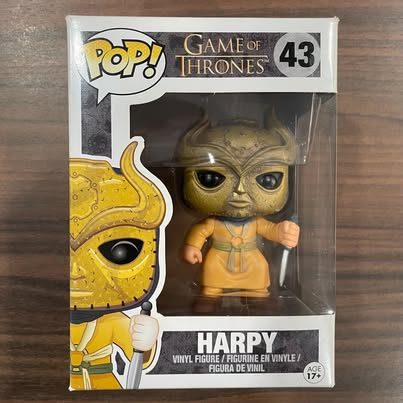 POP!
GAME OF
THRONES
43
HARPY
VINYL FIGURE / FIGURINE EN VINYLE /
FIGURA DE VINIL
AGE
17+